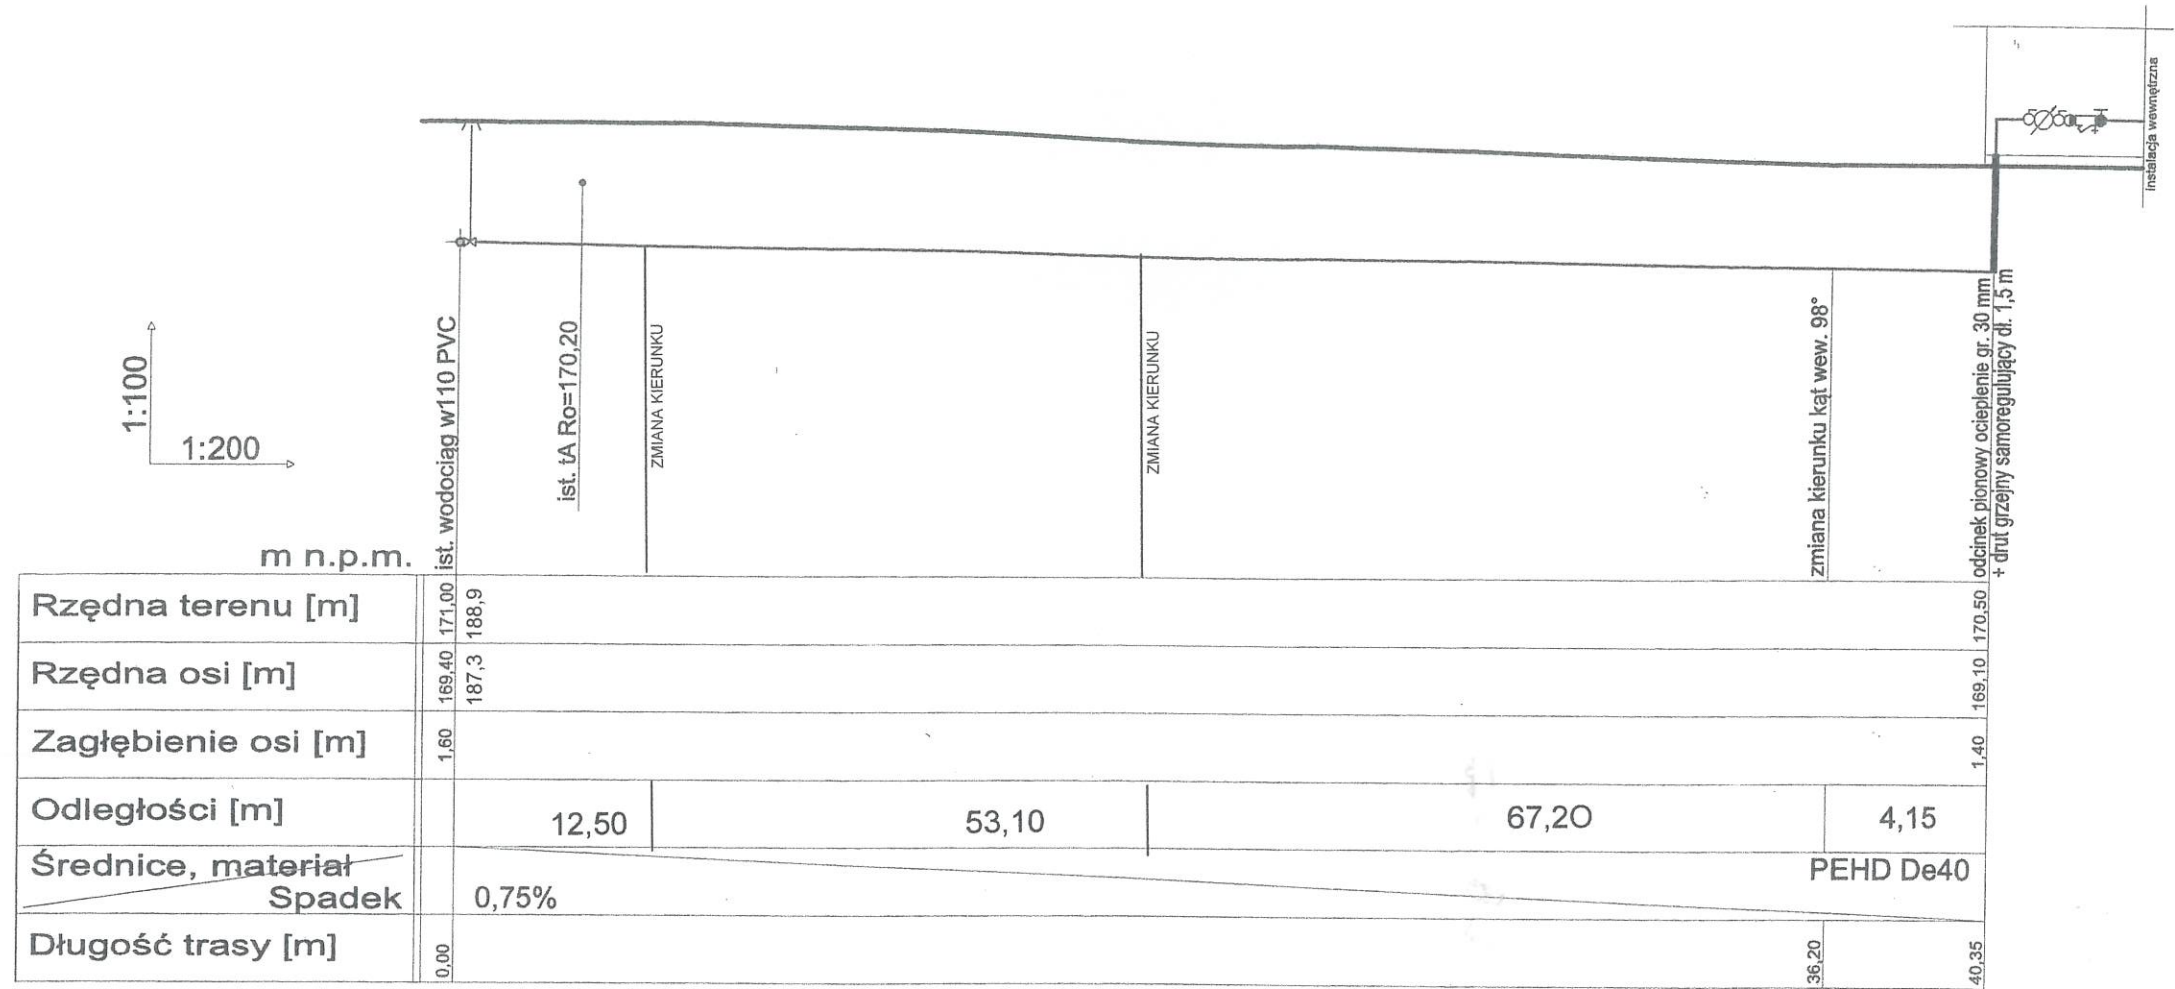 Instalacja wewnętrzna
1:100
1:200
ist. wodociąg w110 PVC
ist. tA Ro=170,20
ZMIANA KIERUNKU
ZMIANA KIERUNKU
zmiana kierunku kąt wew. 98°
odcinek pionowy ocieplenie gr. 30 mm
+ drut grzejny samoregulujący dł. 1,5 m
m n.p.m.
Rzędna terenu [m] 171,00 188,9 170,50
Rzędna osi [m] 169,40 187,3 169,10
Zagłębienie osi [m] 1,60 1,40
Odległości [m] 12,50 53,10 67,20 4,15
Średnice, materiał PEHD De40
Spadek 0,75%
Długość trasy [m] 0,00 36,20 40,35